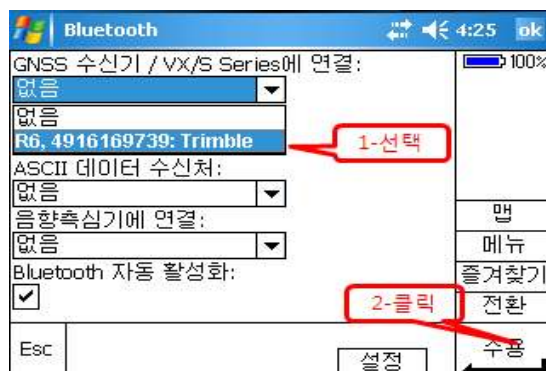 Bluetooth 4:25 ok
GNSS 수신기 / VX/S Series에 연결:
100%
없음
없음
R6, 4916169739: Trimble
1-선택
ASCII 데이터 수신처:
없음
음향측심기에 연결:
없음
Bluetooth 자동 활성화:
맵
메뉴
즐겨찾기
전환
2-클릭
Esc
설정
수용